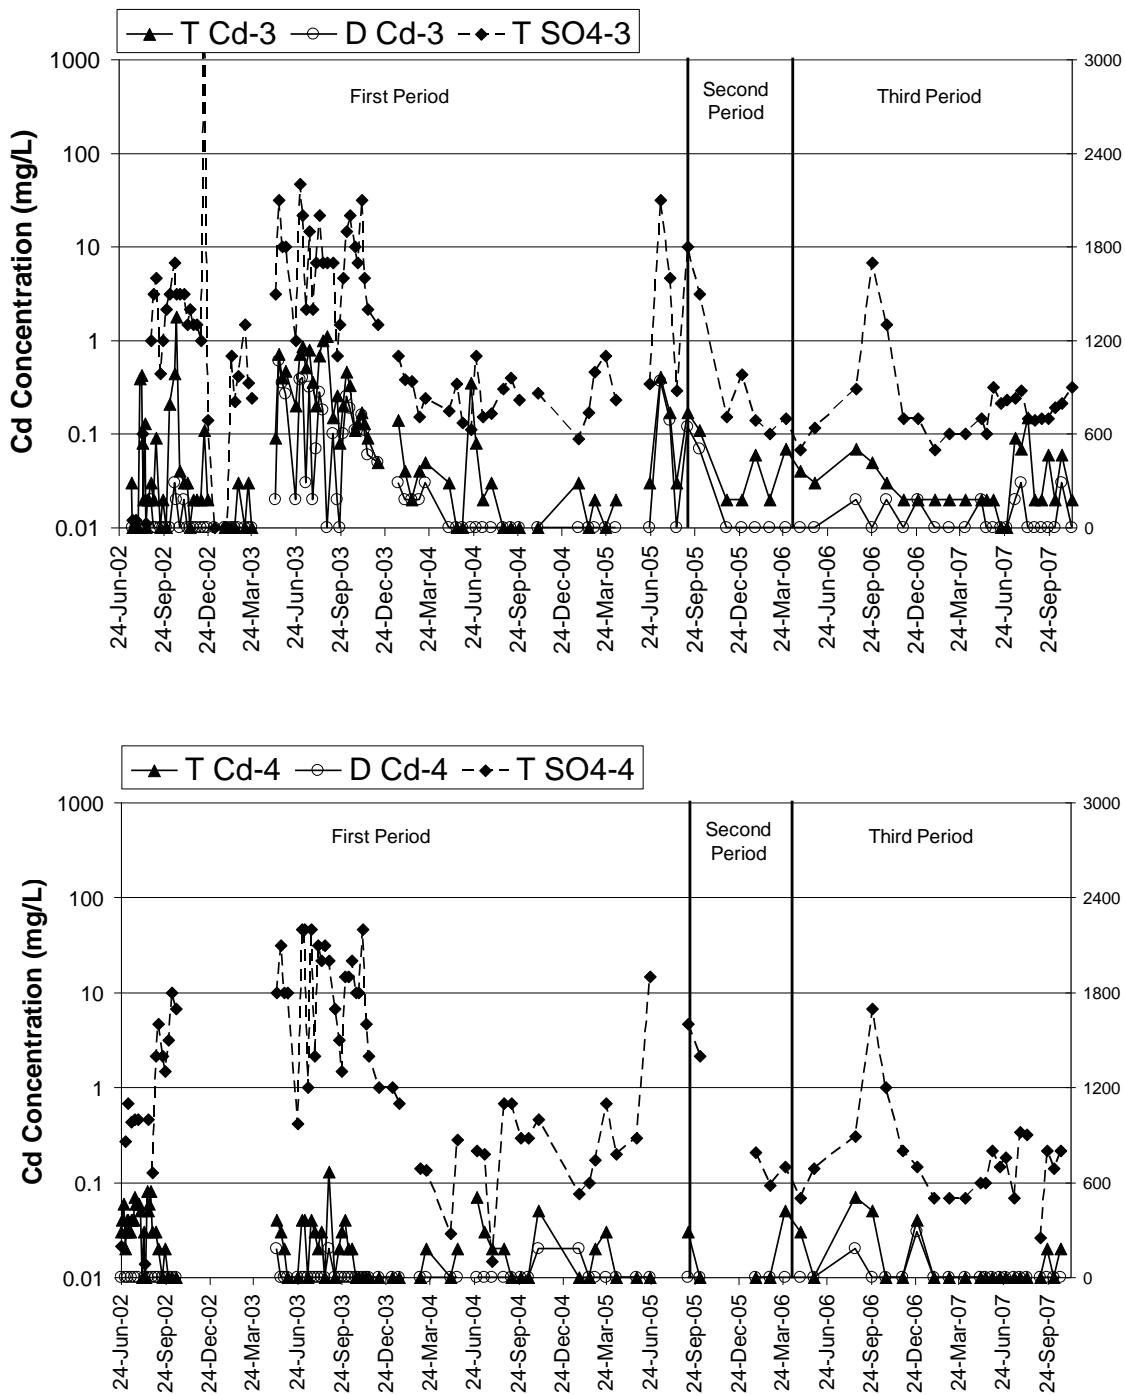 T Cd-3 D Cd-3 T SO4-3
1000
100
10
1
0.1
0.01
Cd Concentration (mg/L)
First Period
Second
Period
Third Period
3000
2400
1800
1200
600
0
24-Jun-02
24-Sep-02
24-Dec-02
24-Mar-03
24-Jun-03
24-Sep-03
24-Dec-03
24-Mar-04
24-Jun-04
24-Sep-04
24-Dec-04
24-Mar-05
24-Jun-05
24-Sep-05
24-Dec-05
24-Mar-06
24-Jun-06
24-Sep-06
24-Dec-06
24-Mar-07
24-Jun-07
24-Sep-07
T Cd-4 D Cd-4 T SO4-4
1000
100
10
1
0.1
0.01
Cd Concentration (mg/L)
First Period
Second
Period
Third Period
3000
2400
1800
1200
600
0
24-Jun-02
24-Sep-02
24-Dec-02
24-Mar-03
24-Jun-03
24-Sep-03
24-Dec-03
24-Mar-04
24-Jun-04
24-Sep-04
24-Dec-04
24-Mar-05
24-Jun-05
24-Sep-05
24-Dec-05
24-Mar-06
24-Jun-06
24-Sep-06
24-Dec-06
24-Mar-07
24-Jun-07
24-Sep-07